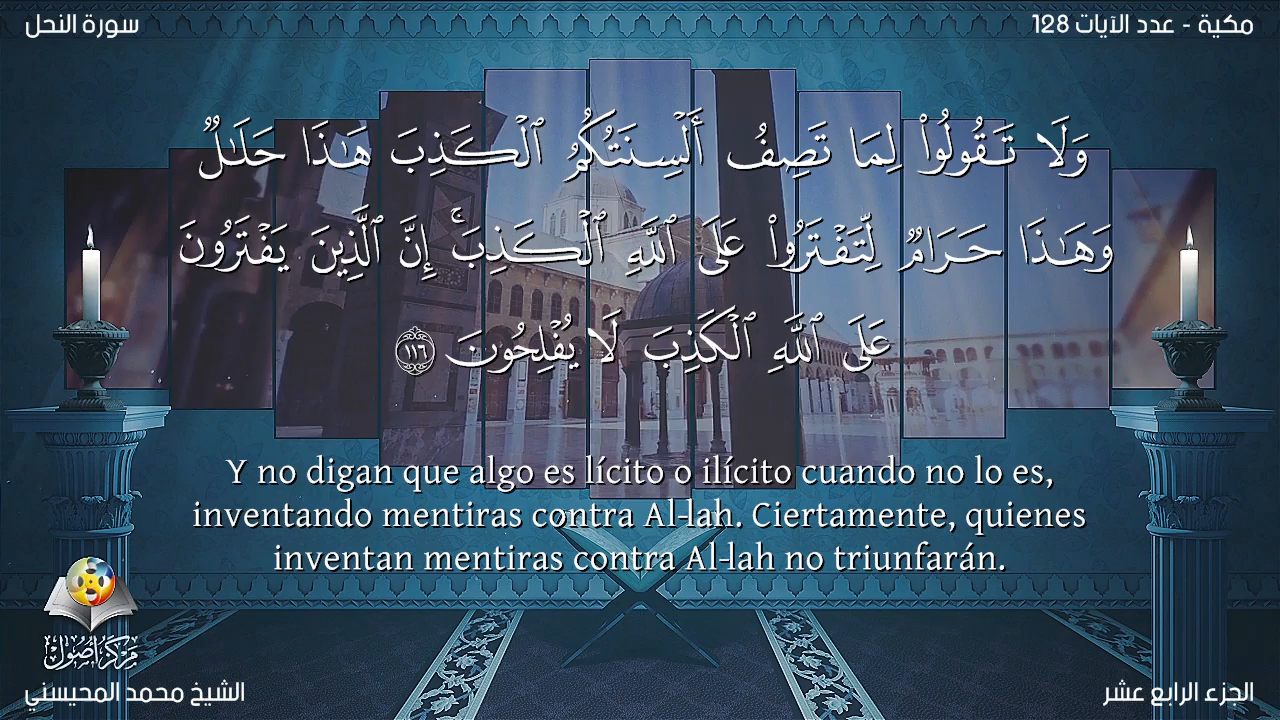 سورة النحل
مكية - عدد الآيات 128
وَلَا تَقُولُوا۟ لِمَا تَصِفُ أَلْسِنَتُكُمُ ٱلْكَذِبَ هَـٰذَا حَلَـٰلٌ
وَهَـٰذَا حَرَامٌ لِّتَفْتَرُوا۟ عَلَى ٱللَّهِ ٱلْكَذِبَ ۚ إِنَّ ٱلَّذِينَ يَفْتَرُونَ
عَلَى ٱللَّهِ ٱلْكَذِبَ لَا يُفْلِحُونَ ١١٦
Y no digan que algo es lícito o ilícito cuando no lo es,
inventando mentiras contra Al-lah. Ciertamente, quienes
inventan mentiras contra Al-lah no triunfarán.
مركز أصول
الشيخ محمد المحيسني
الجزء الرابع عشر